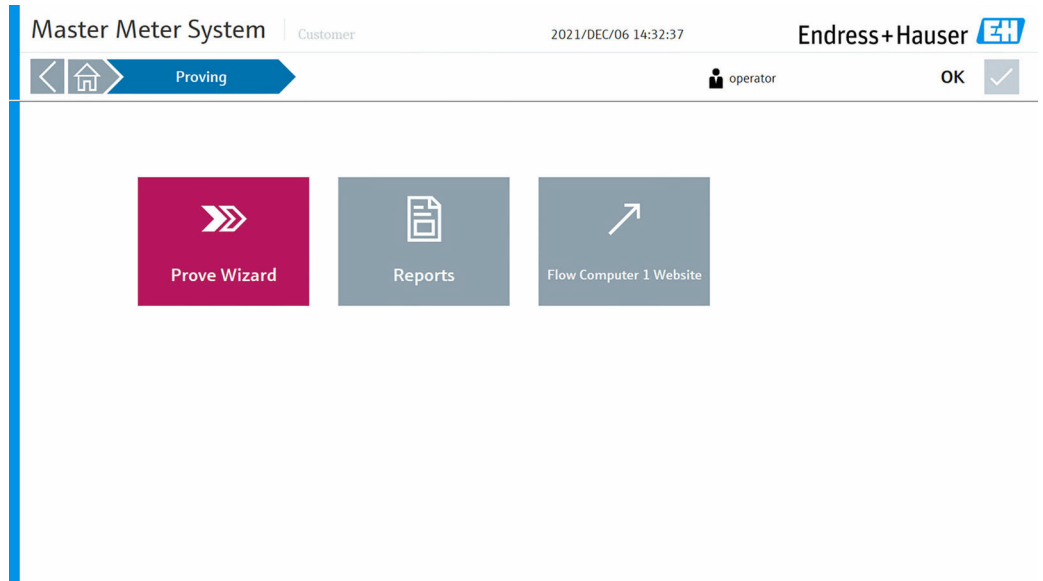 Master Meter System
Customer
2021/DEC/06 14:32:37
Endress+Hauser EH
Proving
operator
OK
Prove Wizard
Reports
Flow Computer 1 Website